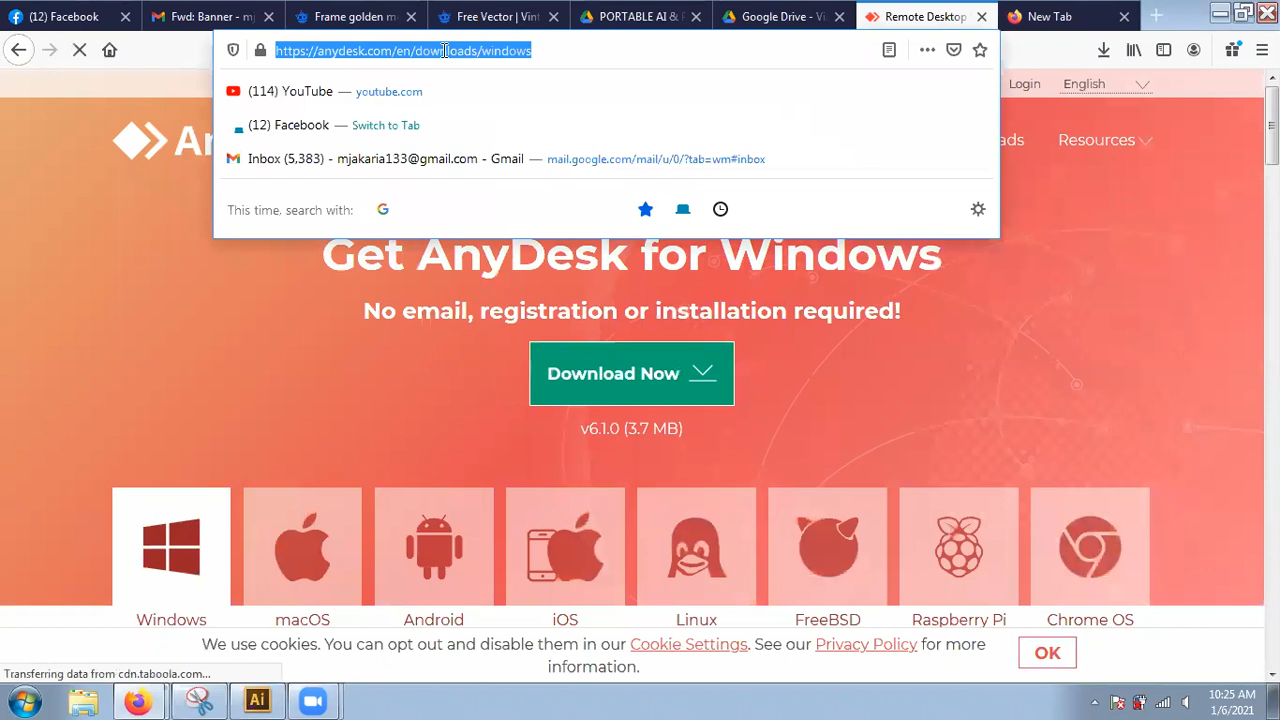 (12) Facebook
Fwd: Banner - mj
Frame golden m
Free Vector | Vint
PORTABLE AI & P
Google Drive - Vi
Remote Desktop
New Tab
https://anydesk.com/en/downloads/windows
(114) YouTube — youtube.com
(12) Facebook — Switch to Tab
Inbox (5,383) - mjakaria133@gmail.com - Gmail — mail.google.com/mail/u/0/?tab=wm#inbox
This time, search with:
Login
English
An
ads
Resources
Get AnyDesk for Windows
No email, registration or installation required!
Download Now
v6.1.0 (3.7 MB)
Windows
macOS
Android
iOS
Linux
FreeBSD
Raspberry Pi
Chrome OS
We use cookies. You can opt out and disable them in our Cookie Settings. See our Privacy Policy for more
information.
OK
Transferring data from cdn.taboola.com...
Ai
10:25 AM
1/6/2021